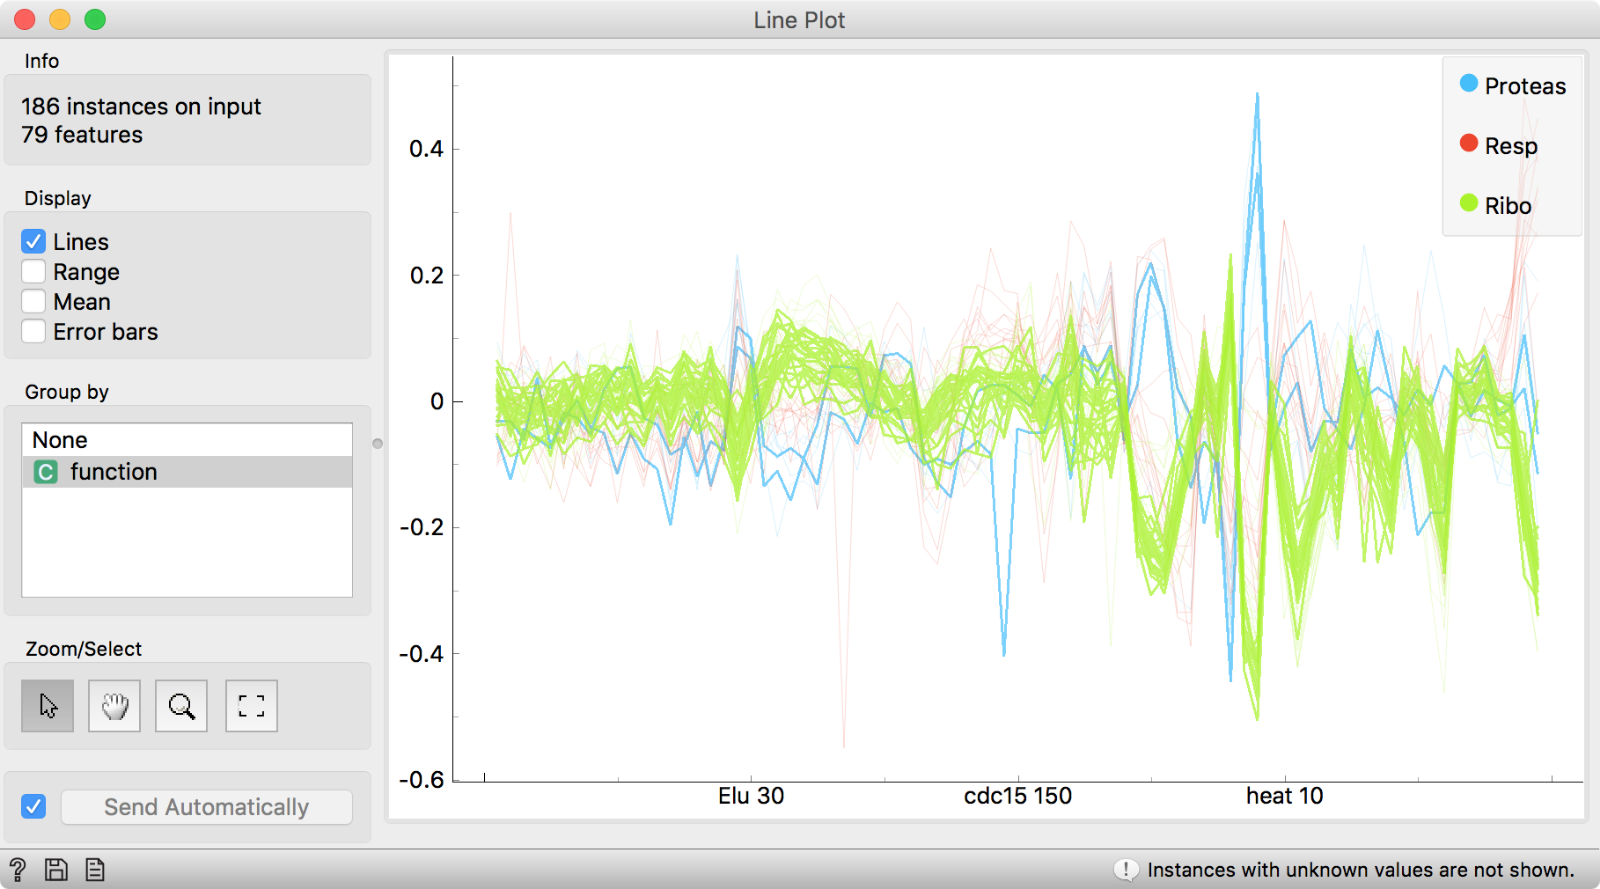 Line Plot
Info
186 instances on input
79 features
Display
Lines
Range
Mean
Error bars
Group by
None
C function
Zoom/Select
Send Automatically
0.4
0.2
0
-0.2
-0.4
-0.6
Elu 30 cdc15 150 heat 10
Proteas
Resp
Ribo
? ! Instances with unknown values are not shown.